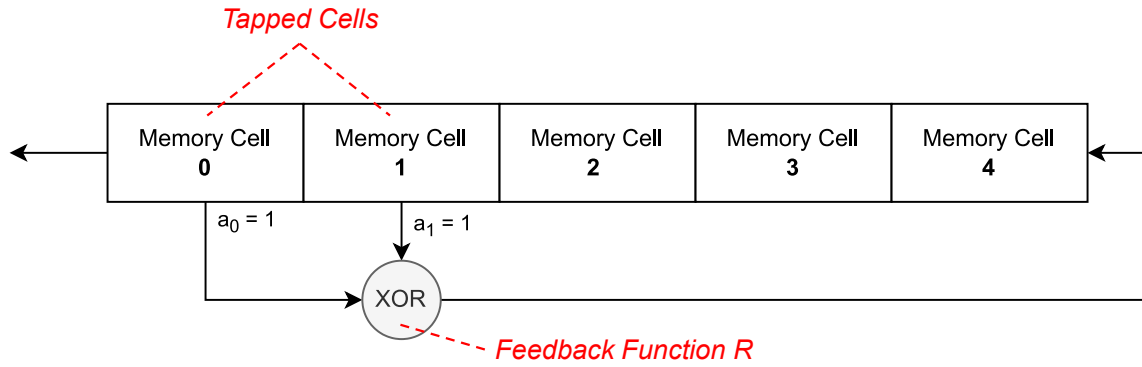 Tapped Cells
Memory Cell
0
Memory Cell
1
Memory Cell
2
Memory Cell
3
Memory Cell
4
a₀ = 1
a₁ = 1
XOR
Feedback Function R